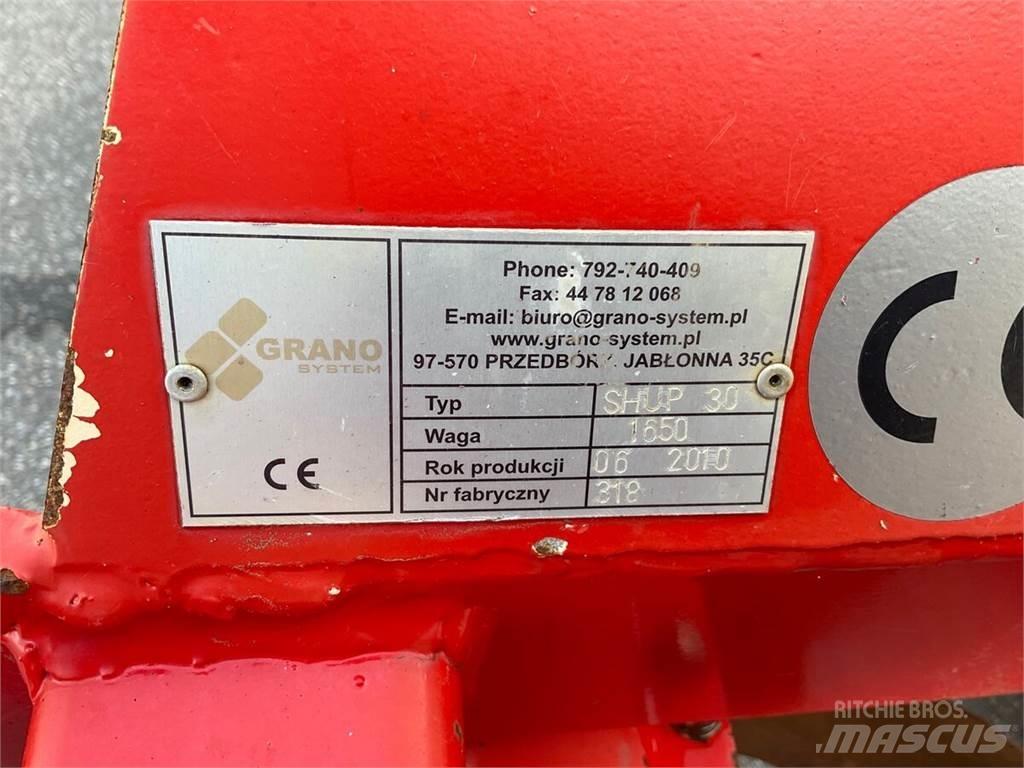 GRANO
SYSTEM
CE
Phone: 792-740-409
Fax: 44 78 12 068
E-mail: biuro@grano-system.pl
www.grano-system.pl
97-570 PRZEDBÓRZ, JABŁONNA 35C
Typ SHUP 30
Waga 1650
Rok produkcji 06 2010
Nr fabryczny 318
CE
RITCHIE BROS.
MASCUS